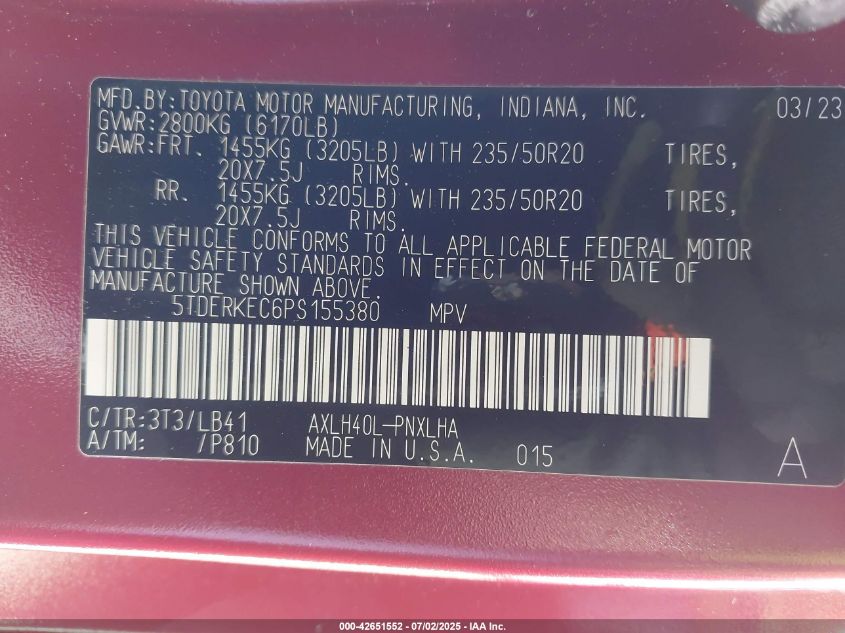 MFD.BY:TOYOTA MOTOR MANUFACTURING, INDIANA, INC. 03/23
GVWR:2800KG (6170LB)
GAWR:FRT. 1455KG (3205LB) WITH 235/50R20 TIRES,
20X7.5J RIMS.
RR. 1455KG (3205LB) WITH 235/50R20 TIRES,
20X7.5J RIMS.
THIS VEHICLE CONFORMS TO ALL APPLICABLE FEDERAL MOTOR
VEHICLE SAFETY STANDARDS IN EFFECT ON THE DATE OF
MANUFACTURE SHOWN ABOVE.
5TDERKEC6PS155380 MPV
C/TR:3T3/LB41 AXLH40L-PNXLHA
A/TM: /P810 MADE IN U.S.A. 015 A
000-42651552 - 07/02/2025 - IAA Inc.